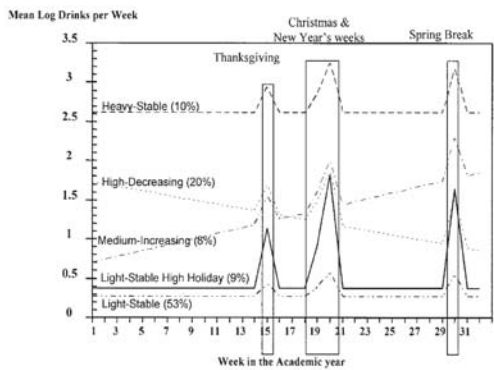 Mean Log Drinks per Week
Christmas &
New Year's weeks
Spring Break
Thanksgiving
3.5
3
2.5
2
1.5
1
0.5
0
Heavy-Stable (10%)
High-Decreasing (20%)
Medium-Increasing (8%)
Light-Stable High Holiday (9%)
Light-Stable (53%)
1 3 5 7 9 11 13 15 17 19 21 23 25 27 29 31
Week in the Academic year